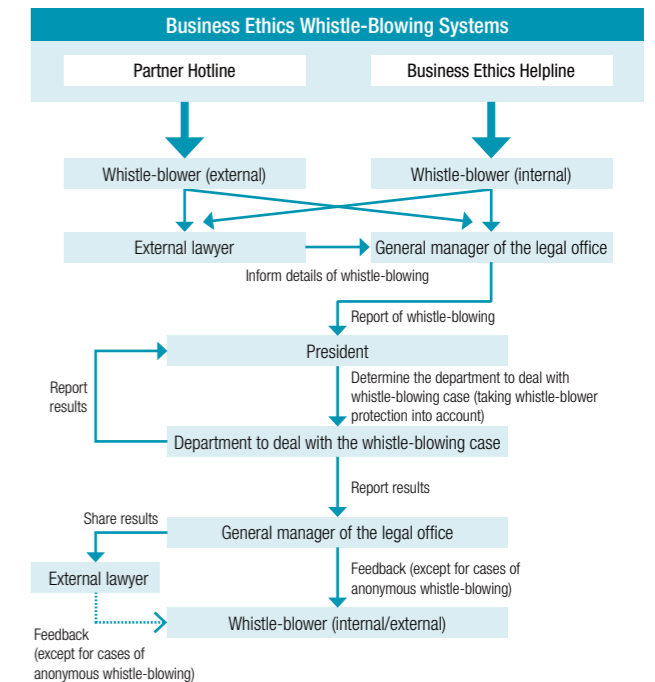 Business Ethics Whistle-Blowing Systems
Partner Hotline
Business Ethics Helpline
Whistle-blower (external)
Whistle-blower (internal)
External lawyer
General manager of the legal office
Inform details of whistle-blowing
Report of whistle-blowing
President
Determine the department to deal with
whistle-blowing case (taking whistle-blower
protection into account)
Report
results
Department to deal with the whistle-blowing case
Report results
Share results
General manager of the legal office
Feedback (except for cases of
anonymous whistle-blowing)
External lawyer
Whistle-blower (internal/external)
Feedback
(except for cases of
anonymous whistle-blowing)